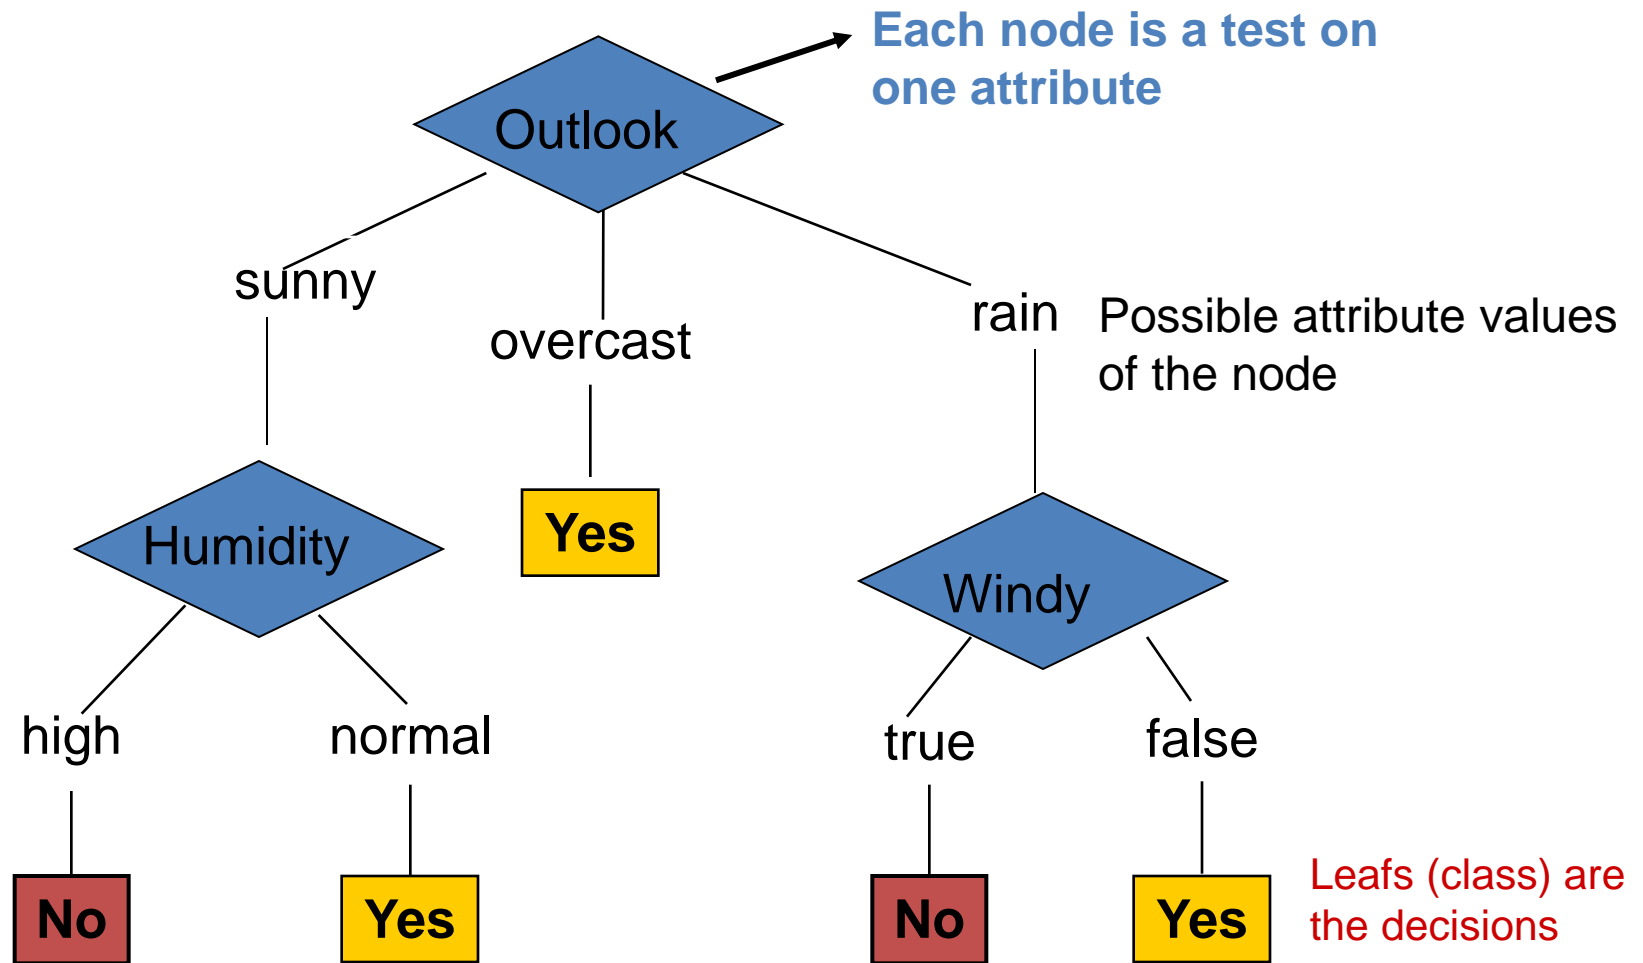 Each node is a test on
one attribute
Outlook
sunny
overcast
rain
Possible attribute values
of the node
Humidity
Yes
Windy
high
normal
true
false
No
Yes
No
Yes
Leafs (class) are
the decisions